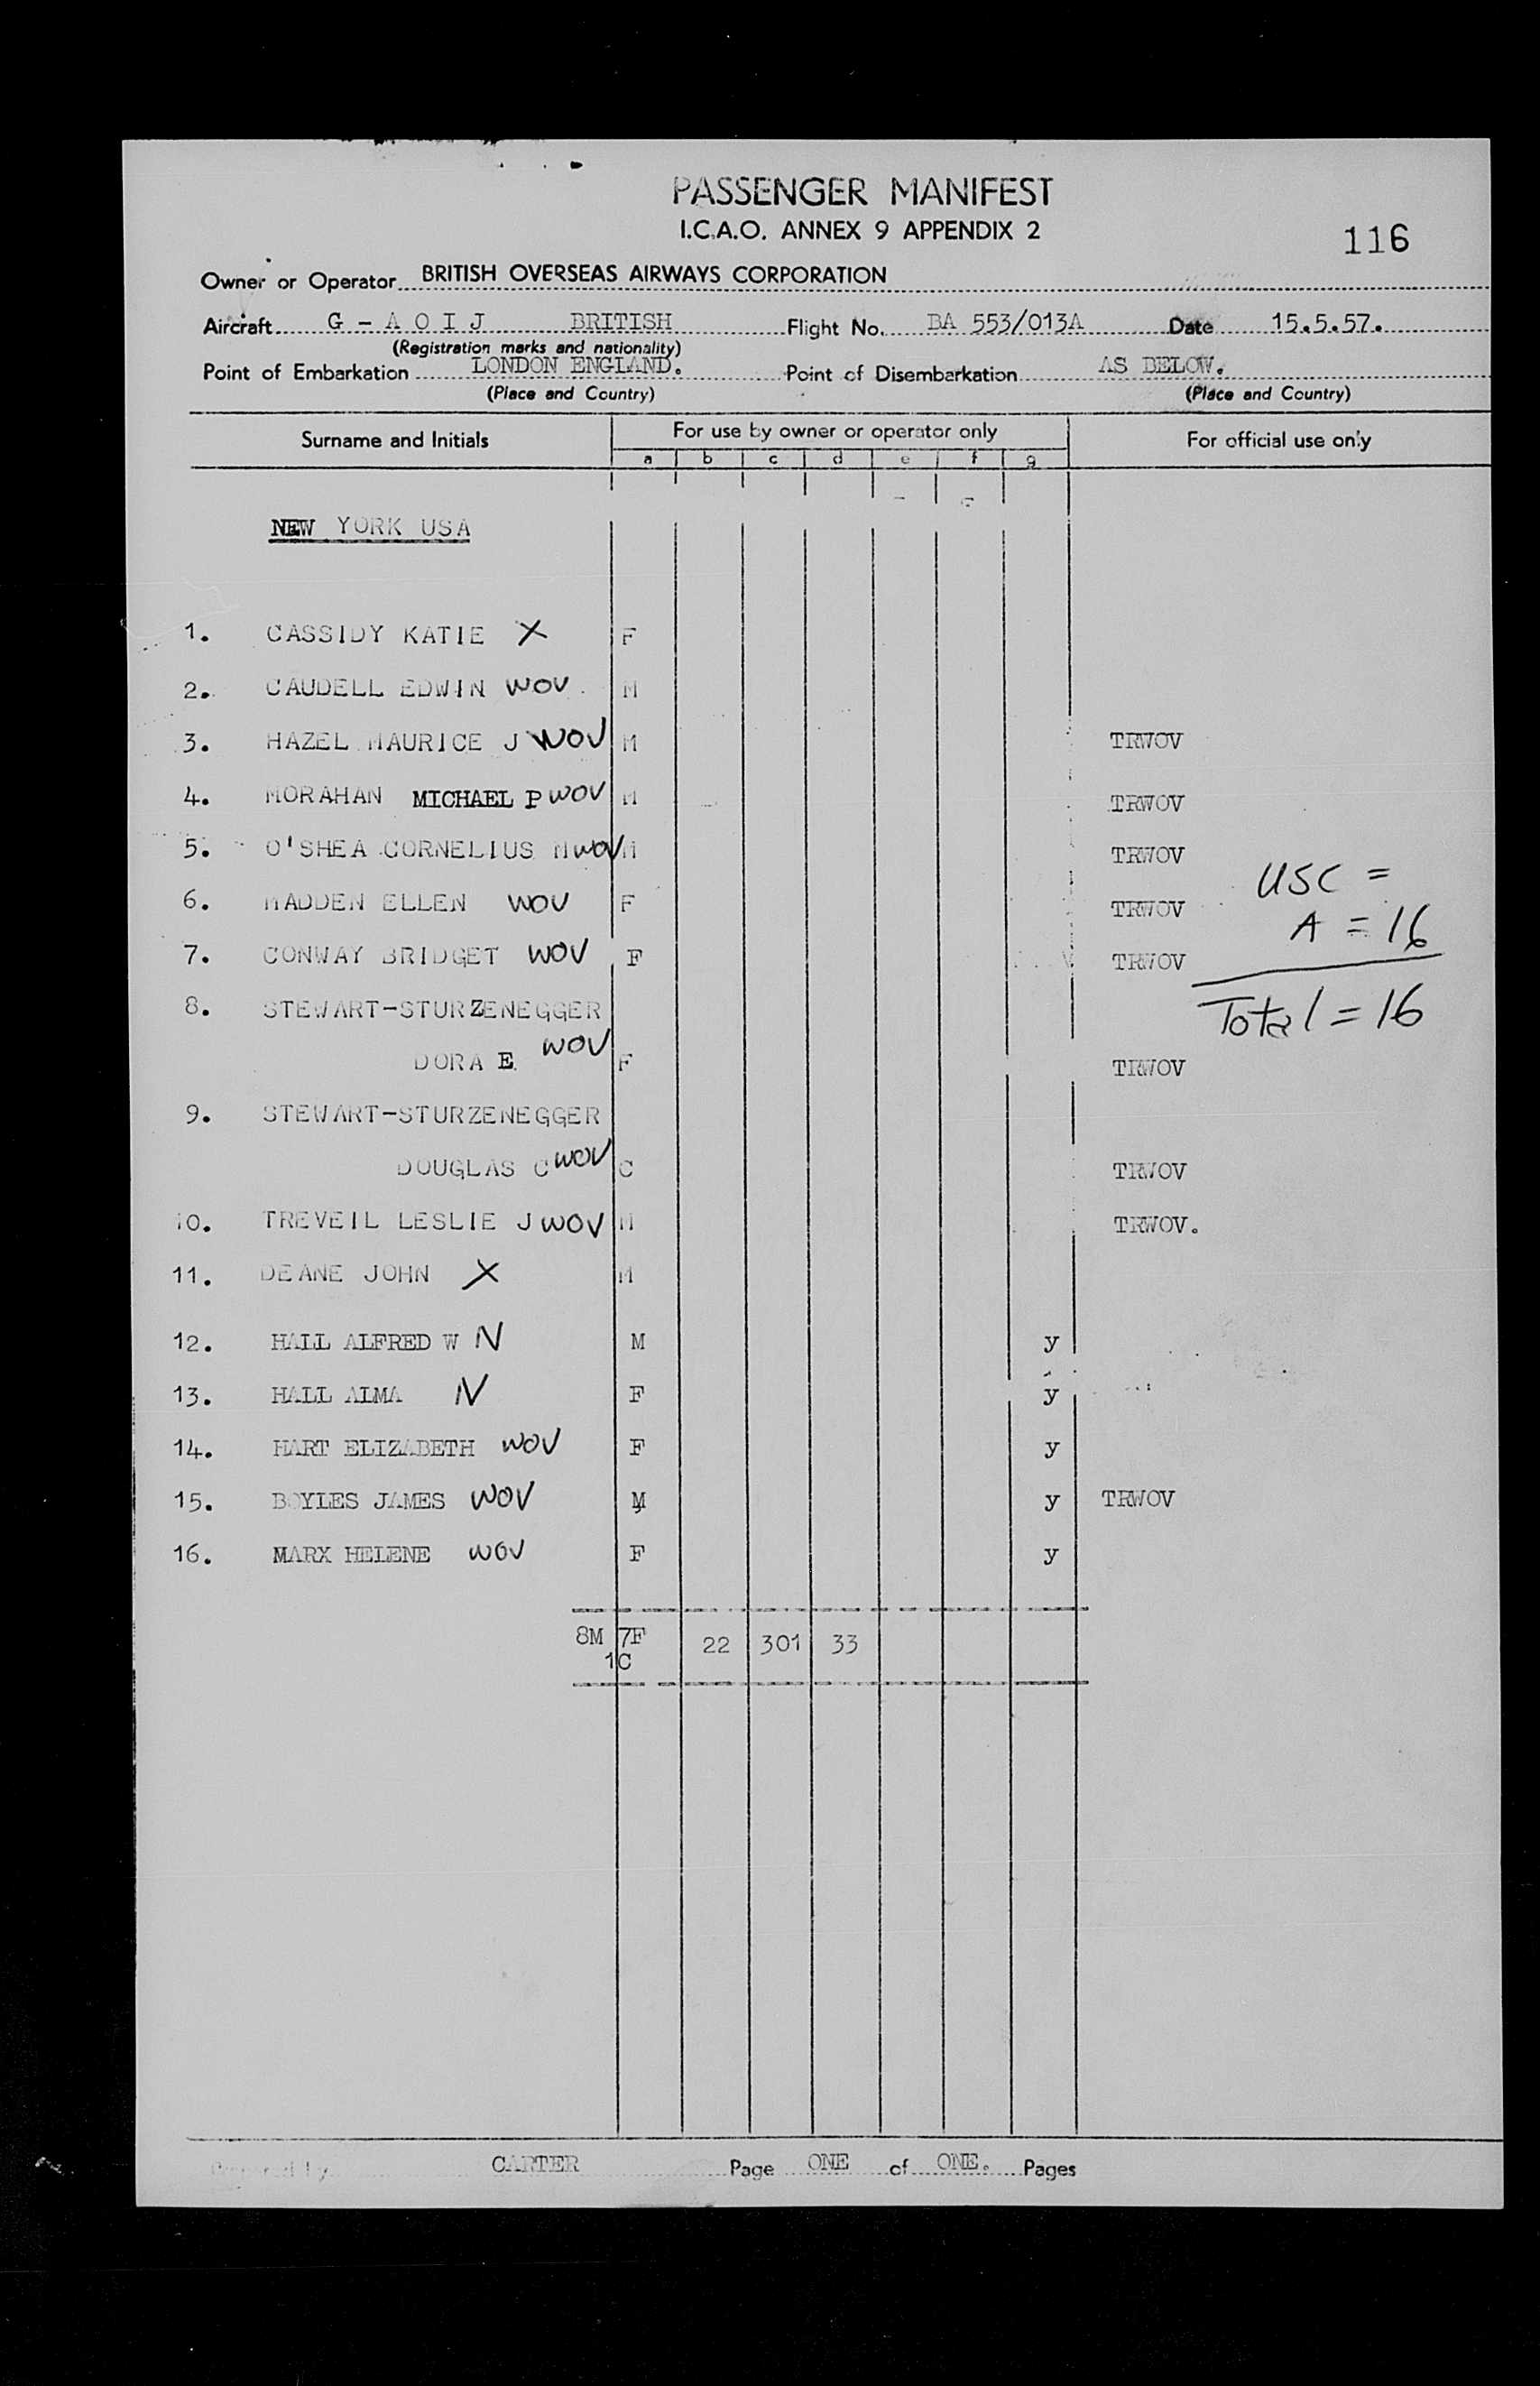 PASSENGER MANIFEST
I.C.A.O. ANNEX 9 APPENDIX 2
116
Owner or Operator BRITISH OVERSEAS AIRWAYS CORPORATION
Aircraft G - A O I J BRITISH Flight No. BA 553/013A Date 15.5.57.
(Registration marks and nationality)
Point of Embarkation LONDON ENGLAND. Point of Disembarkation AS BELOW.
(Place and Country) (Place and Country)
Surname and Initials For use by owner or operator only For official use only
a b c d e f g
NEW YORK USA
1. CASSIDY KATIE X F
2. CAUDELL EDWIN WOV M
3. HAZEL MAURICE J WOV M TRWOV
4. MORAHAN MICHAEL P WOV M TRWOV
5. O'SHEA CORNELIUS M WOV M TRWOV
USC =
6. MADDEN ELLEN WOV F TRWOV
A = 16
7. CONWAY BRIDGET WOV F TRWOV
8. STEWART-STURZENEGGER
Total = 16
DORA E WOV F TRWOV
9. STEWART-STURZENEGGER
DOUGLAS C WOV C TRWOV
10. TREVEIL LESLIE J WOV M TRWOV.
11. DEANE JOHN X M
12. HALL ALFRED W N M y
13. HALL ALMA N F y
14. HART ELIZABETH WOV F y
15. BOYLES JAMES WOV M y TRWOV
16. MARX HELENE WOV F y
8M 7F 22 301 33
1C
Prepared by CARTER Page ONE of ONE. Pages